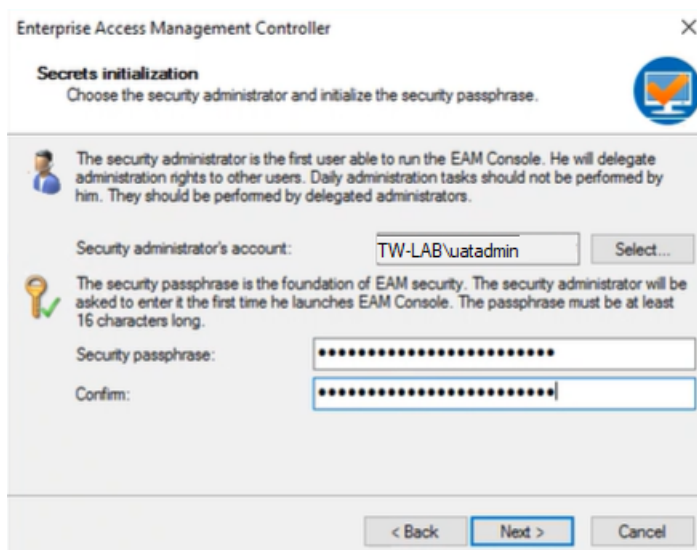 Enterprise Access Management Controller
Secrets initialization
Choose the security administrator and initialize the security passphrase.
The security administrator is the first user able to run the EAM Console. He will delegate
administration rights to other users. Daily administration tasks should not be performed by
him. They should be performed by delegated administrators.
Security administrator's account: TW-LAB\uatadmin Select...
The security passphrase is the foundation of EAM security. The security administrator will be
asked to enter it the first time he launches EAM Console. The passphrase must be at least
16 characters long.
Security passphrase: ••••••••••••••••••••••••
Confirm: ••••••••••••••••••••••••
< Back Next > Cancel